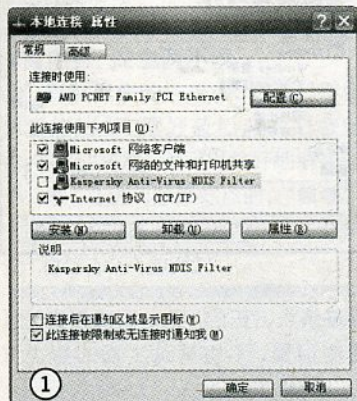 本地连接 属性
常规 高级
连接时使用:
AMD PCNET Family PCI Ethernet 配置(C)
此连接使用下列项目(O):
Microsoft 网络客户端
Microsoft 网络的文件和打印机共享
Kaspersky Anti-Virus NDIS Filter
Internet 协议 (TCP/IP)
安装(N) 卸载(U) 属性(R)
说明
Kaspersky Anti-Virus NDIS Filter
连接后在通知区域显示图标(W)
此连接被限制或无连接时通知我(M)
① 确定 取消